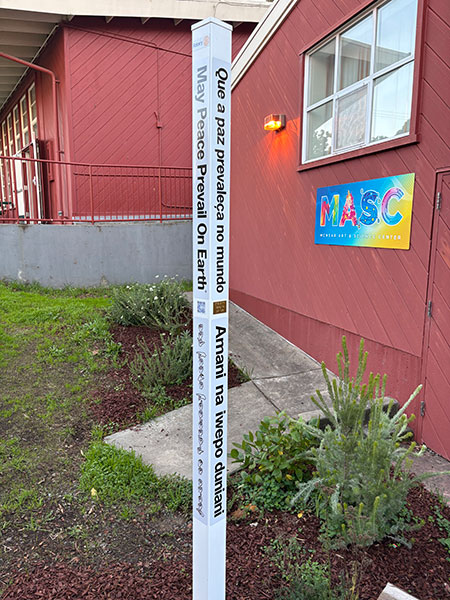 May Peace Prevail On Earth
Que a paz prevaleça no mundo
Amani na iwepo duniani
MASC